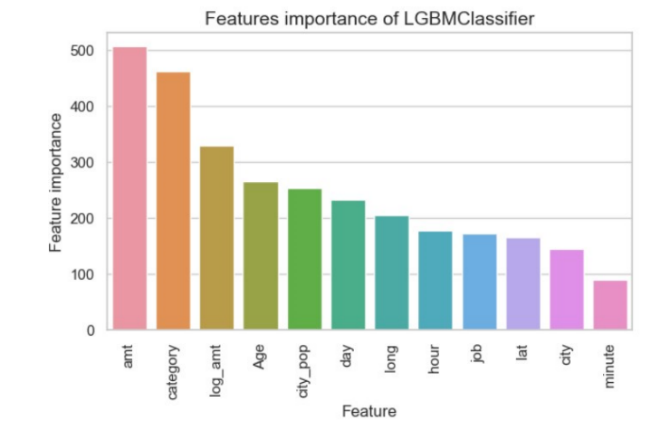 Features importance of LGBMClassifier
Feature importance
500
400
300
200
100
0
amt
category
log_amt
Age
city_pop
day
long
hour
job
lat
city
minute
Feature